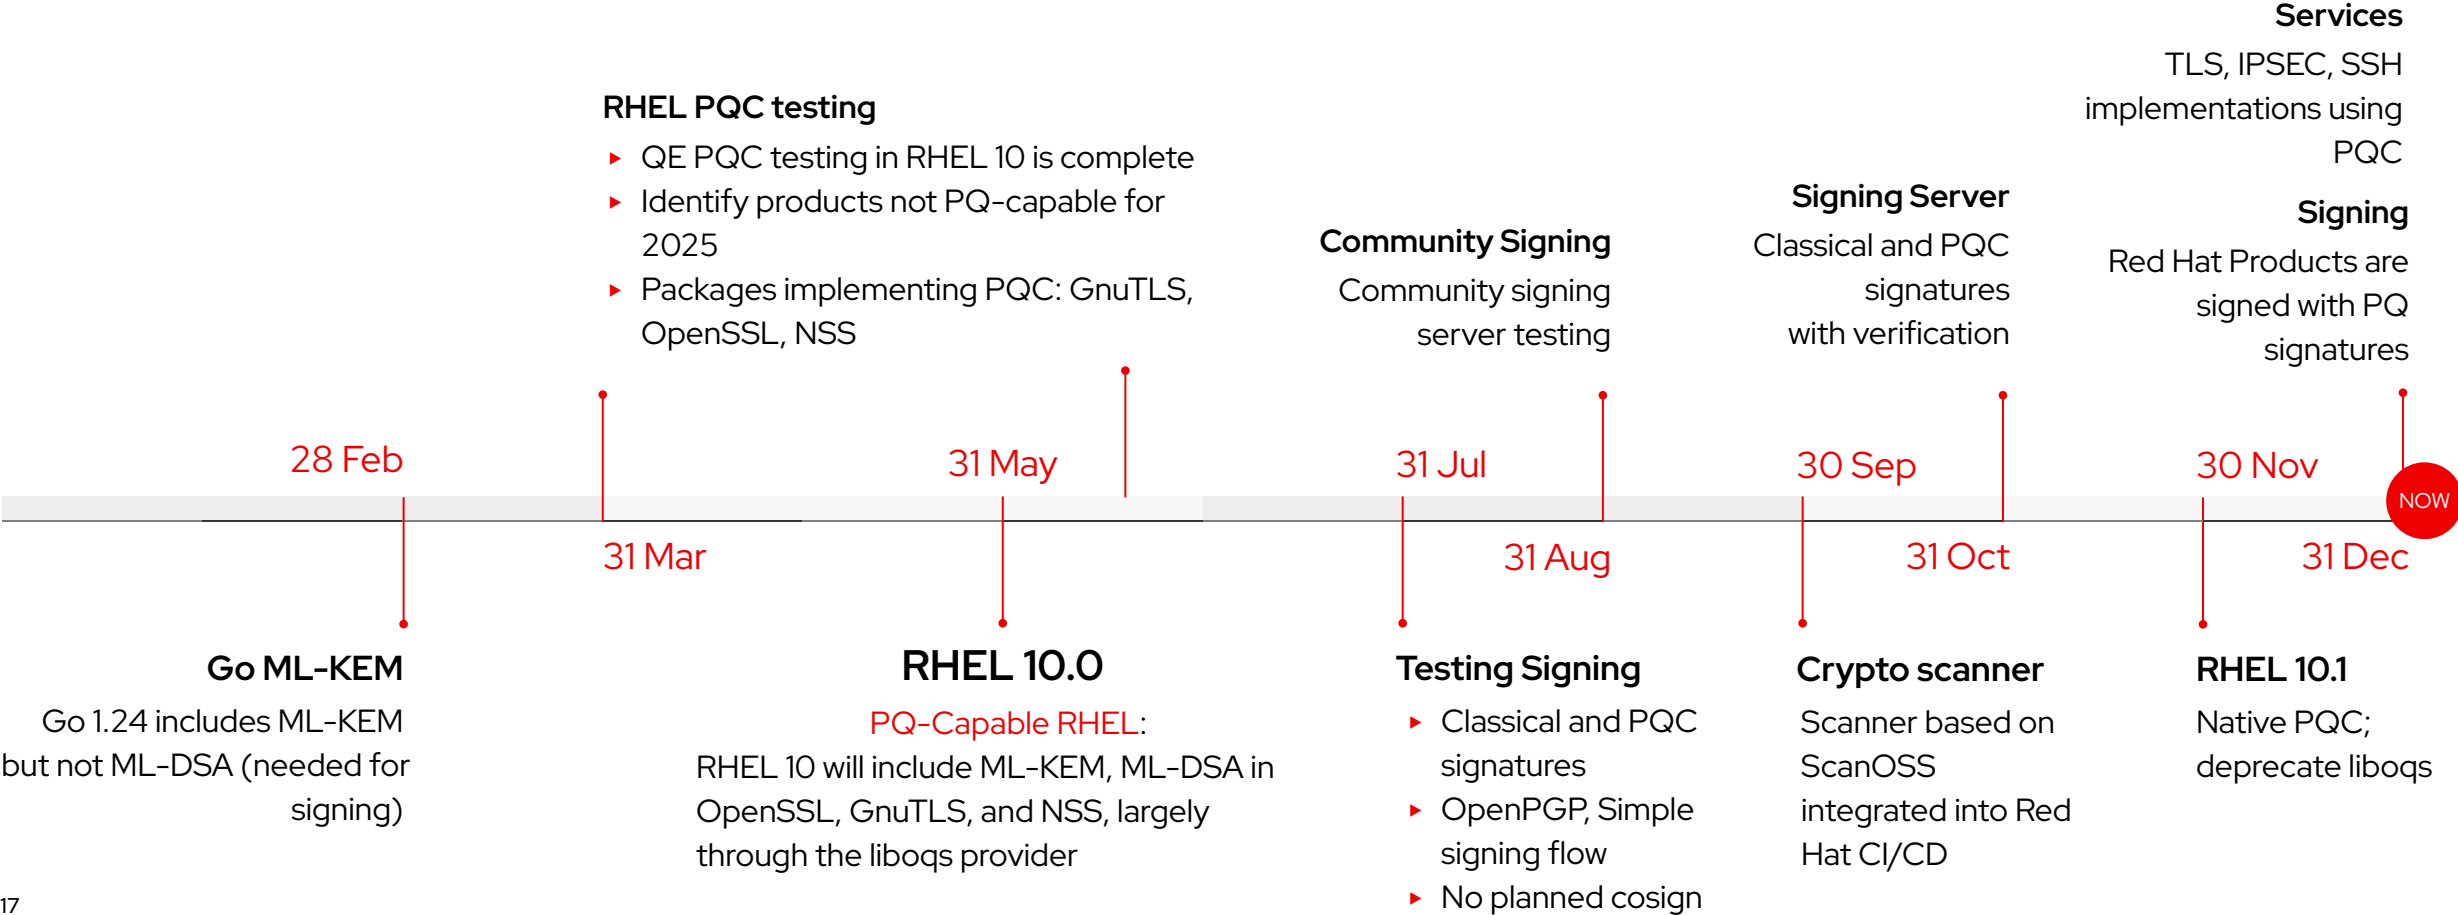 Services
TLS, IPSEC, SSH
implementations using
PQC
Signing
Red Hat Products are
signed with PQ
signatures
RHEL PQC testing
▸ QE PQC testing in RHEL 10 is complete
▸ Identify products not PQ-capable for
2025
▸ Packages implementing PQC: GnuTLS,
OpenSSL, NSS
Community Signing
Community signing
server testing
Signing Server
Classical and PQC
signatures
with verification
28 Feb
31 May
31 Jul
30 Sep
30 Nov
NOW
31 Mar
31 Aug
31 Oct
31 Dec
Go ML-KEM
Go 1.24 includes ML-KEM
but not ML-DSA (needed for
signing)
RHEL 10.0
PQ-Capable RHEL:
RHEL 10 will include ML-KEM, ML-DSA in
OpenSSL, GnuTLS, and NSS, largely
through the liboqs provider
Testing Signing
▸ Classical and PQC
signatures
▸ OpenPGP, Simple
signing flow
▸ No planned cosign
Crypto scanner
Scanner based on
ScanOSS
integrated into Red
Hat CI/CD
RHEL 10.1
Native PQC;
deprecate liboqs
17